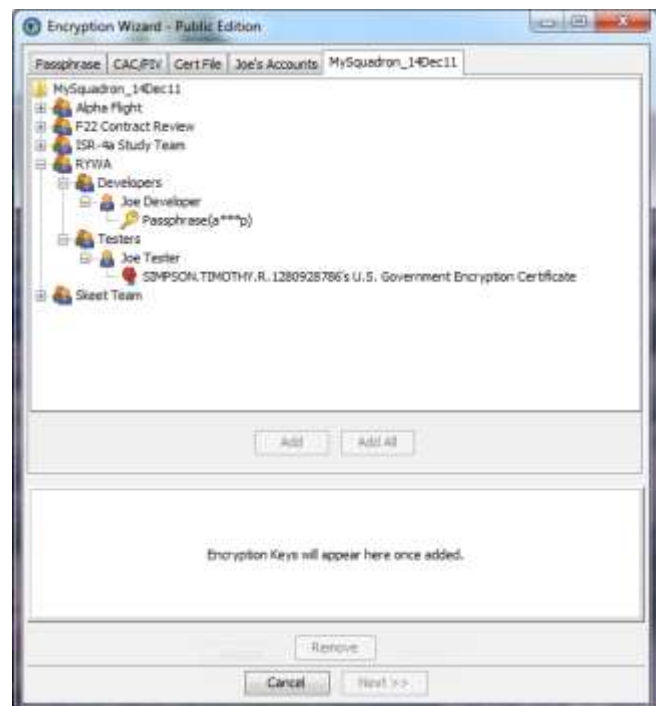 Encryption Wizard - Public Edition
Passphrase CAC/PIV Cert File Joe's Accounts MySquadron_14Dec11
MySquadron_14Dec11
Alpha Flight
F22 Contract Review
ISR-4a Study Team
RYWA
Developers
Joe Developer
Passphrase(a***p)
Testers
Joe Tester
SIMPSON.TIMOTHY.R.1280928786's U.S. Government Encryption Certificate
Skeet Team
Add Add All
Encryption Keys will appear here once added.
Remove
Cancel Next >>